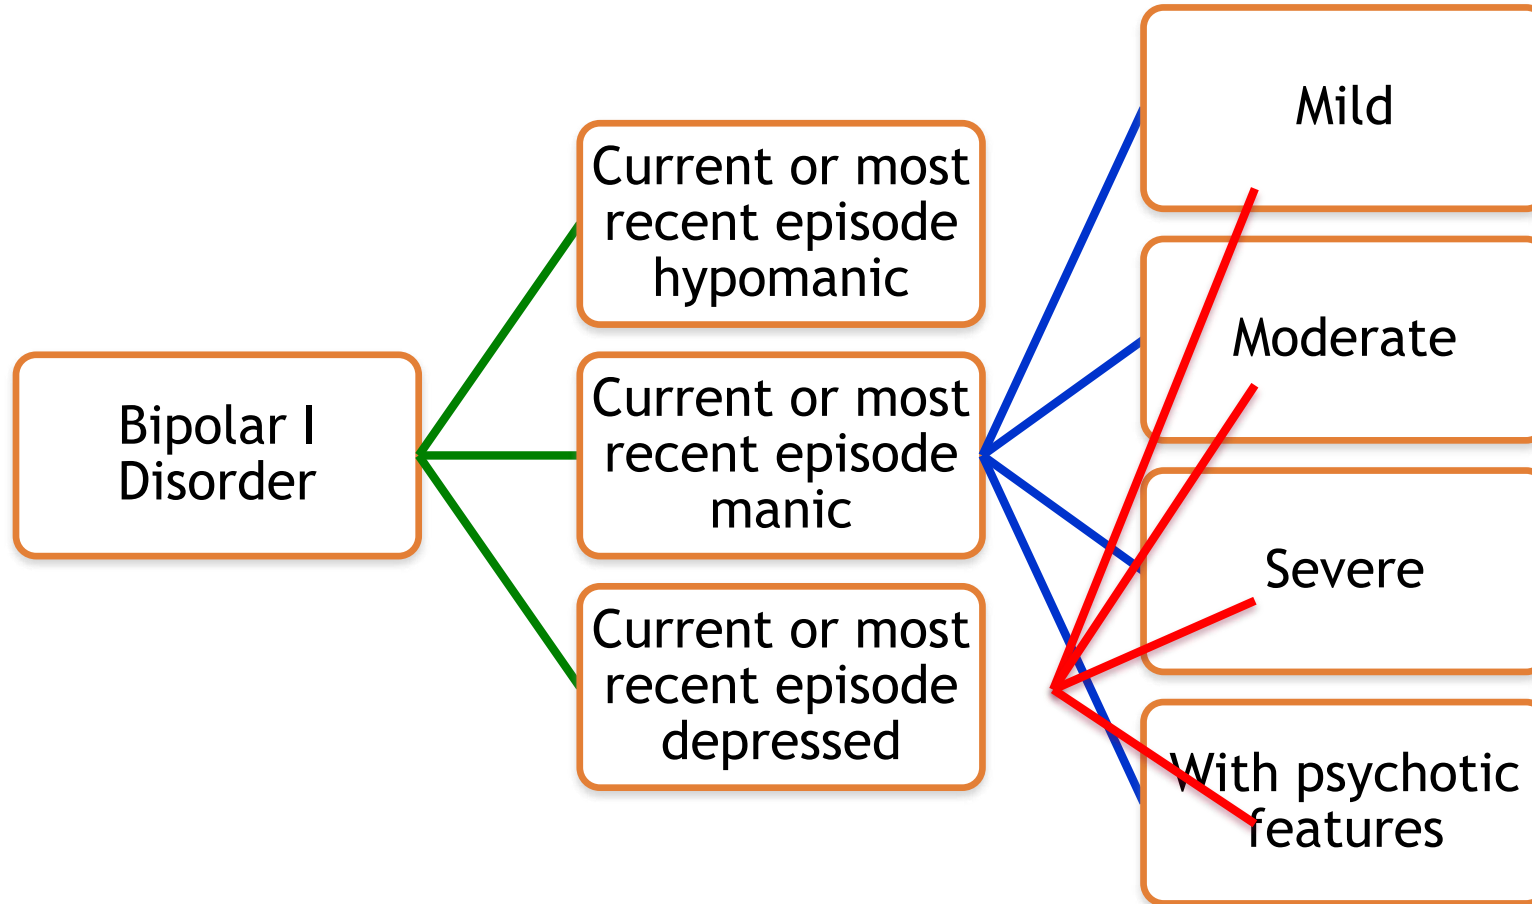 Bipolar I
Disorder
Current or most
recent episode
hypomanic
Current or most
recent episode
manic
Current or most
recent episode
depressed
Mild
Moderate
Severe
With psychotic
features